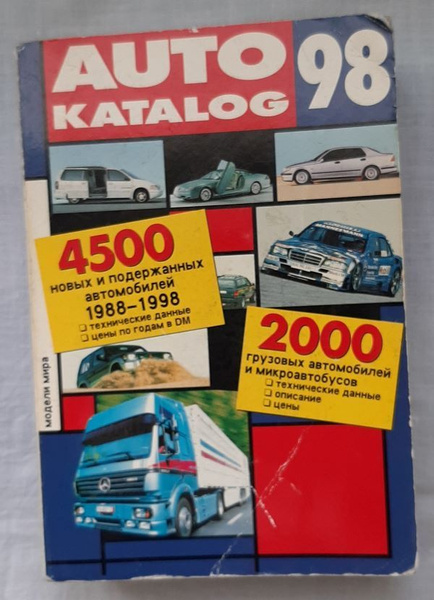 AUTO
KATALOG
98
4500
новых и подержанных
автомобилей
1988-1998
❏ технические данные
❏ цены по годам в DM
2000
грузовых автомобилей
и микроавтобусов
❏ технические данные
❏ описание
❏ цены
модели мира